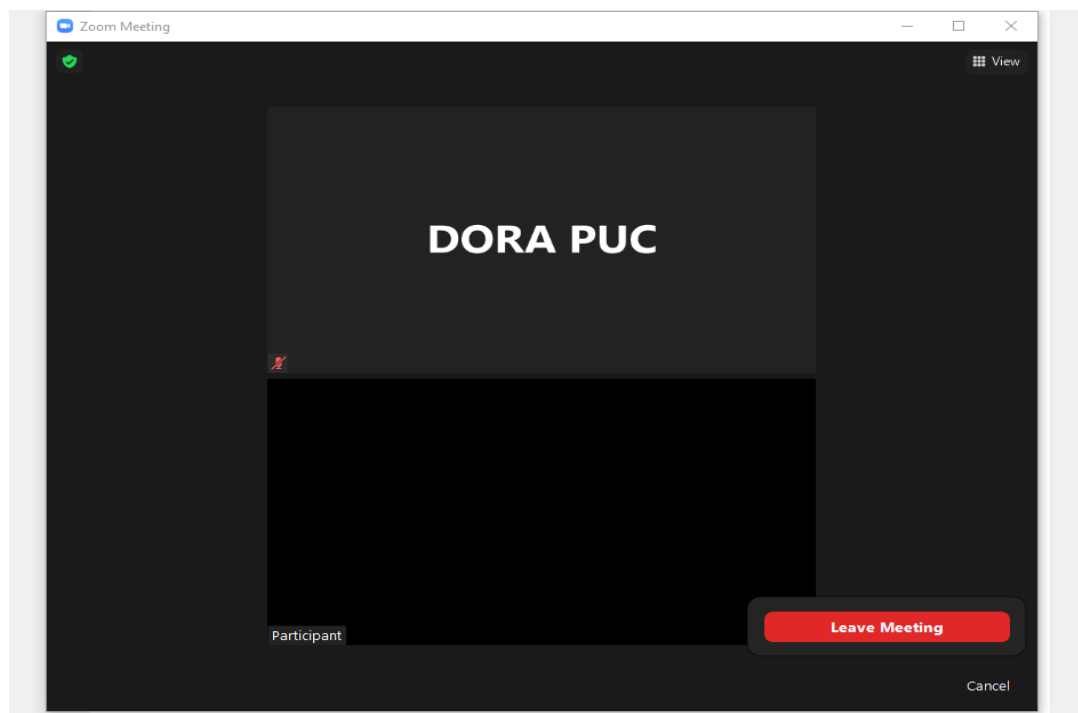 Zoom Meeting
View
DORA PUC
Participant
Leave Meeting
Cancel